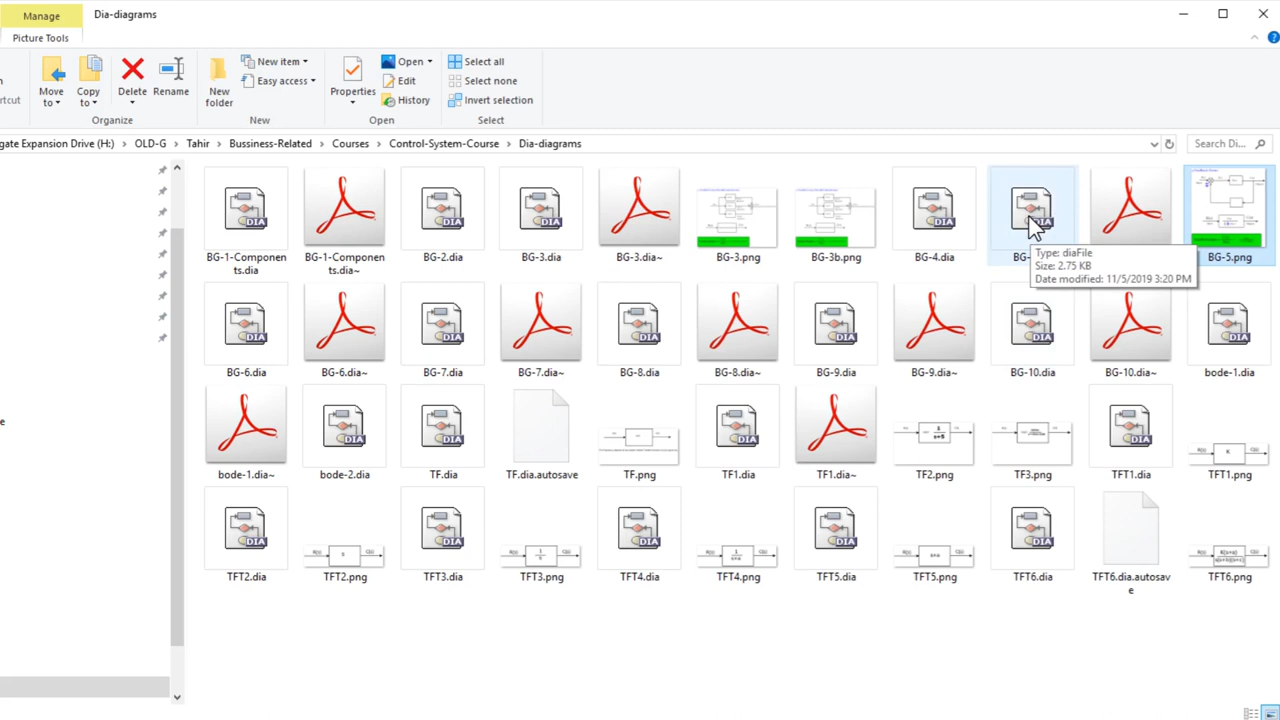 Manage
Dia-diagrams
Picture Tools
Move to
Copy to
Delete
Rename
New folder
New item
Easy access
Properties
Open
Edit
History
Select all
Select none
Invert selection
rtcut
Organize
New
Open
Select
gate Expansion Drive (H:) > OLD-G > Tahir > Bussiness-Related > Courses > Control-System-Course > Dia-diagrams
Search Di...
BG-1-Compone
nts.dia
BG-1-Compone
nts.dia~
BG-2.dia
BG-3.dia
BG-3.dia~
BG-3.png
BG-3b.png
BG-4.dia
BG-
BG-5.png
Type: diaFile
Size: 2.75 KB
Date modified: 11/5/2019 3:20 PM
BG-6.dia
BG-6.dia~
BG-7.dia
BG-7.dia~
BG-8.dia
BG-8.dia~
BG-9.dia
BG-9.dia~
BG-10.dia
BG-10.dia~
bode-1.dia
e
bode-1.dia~
bode-2.dia
TF.dia
TF.dia.autosave
TF.png
TF1.dia
TF1.dia~
TF2.png
TF3.png
TFT1.dia
TFT1.png
TFT2.dia
TFT2.png
TFT3.dia
TFT3.png
TFT4.dia
TFT4.png
TFT5.dia
TFT5.png
TFT6.dia
TFT6.dia.autosav
e
TFT6.png